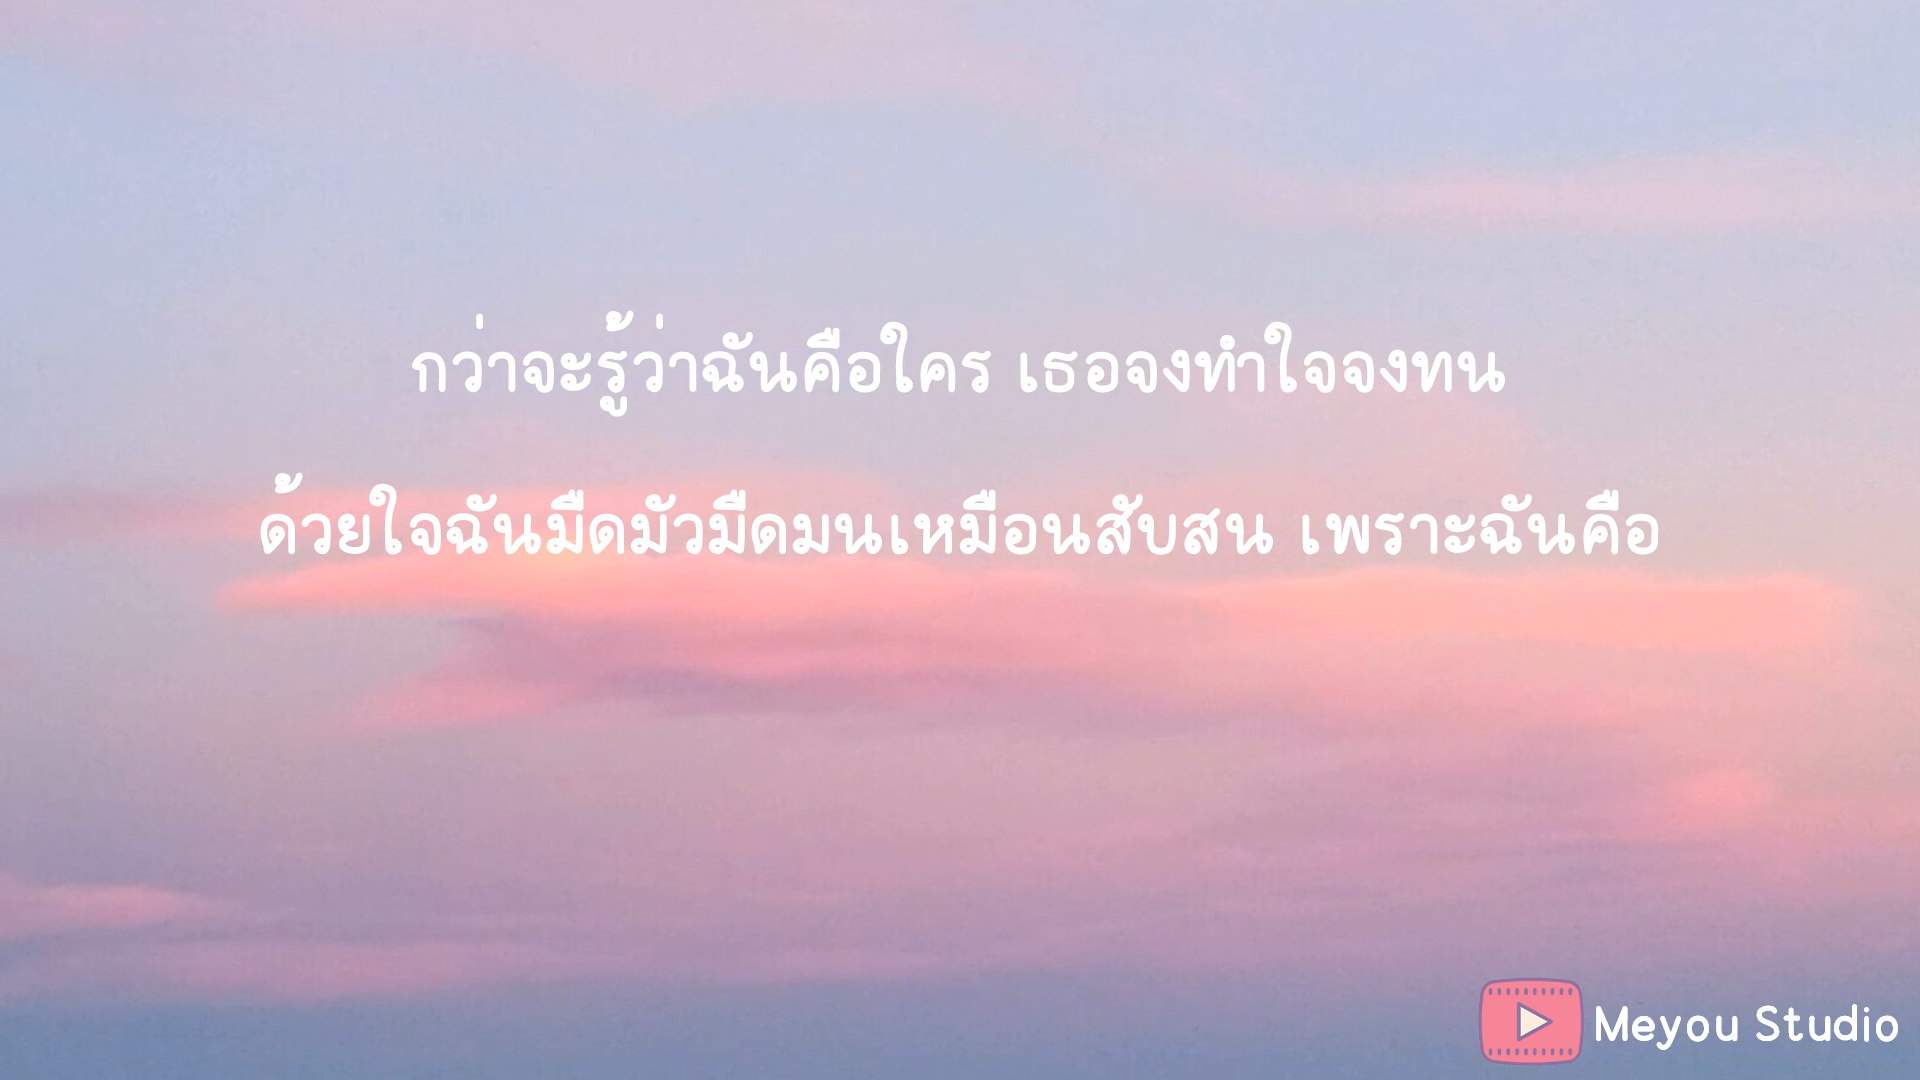 กว่าจะรู้ว่าฉันคือใคร เธอจงทำใจจงทน
ด้วยใจฉันมืดมัวมืดมนเหมือนสับสน เพราะฉันคือ
Meyou Studio